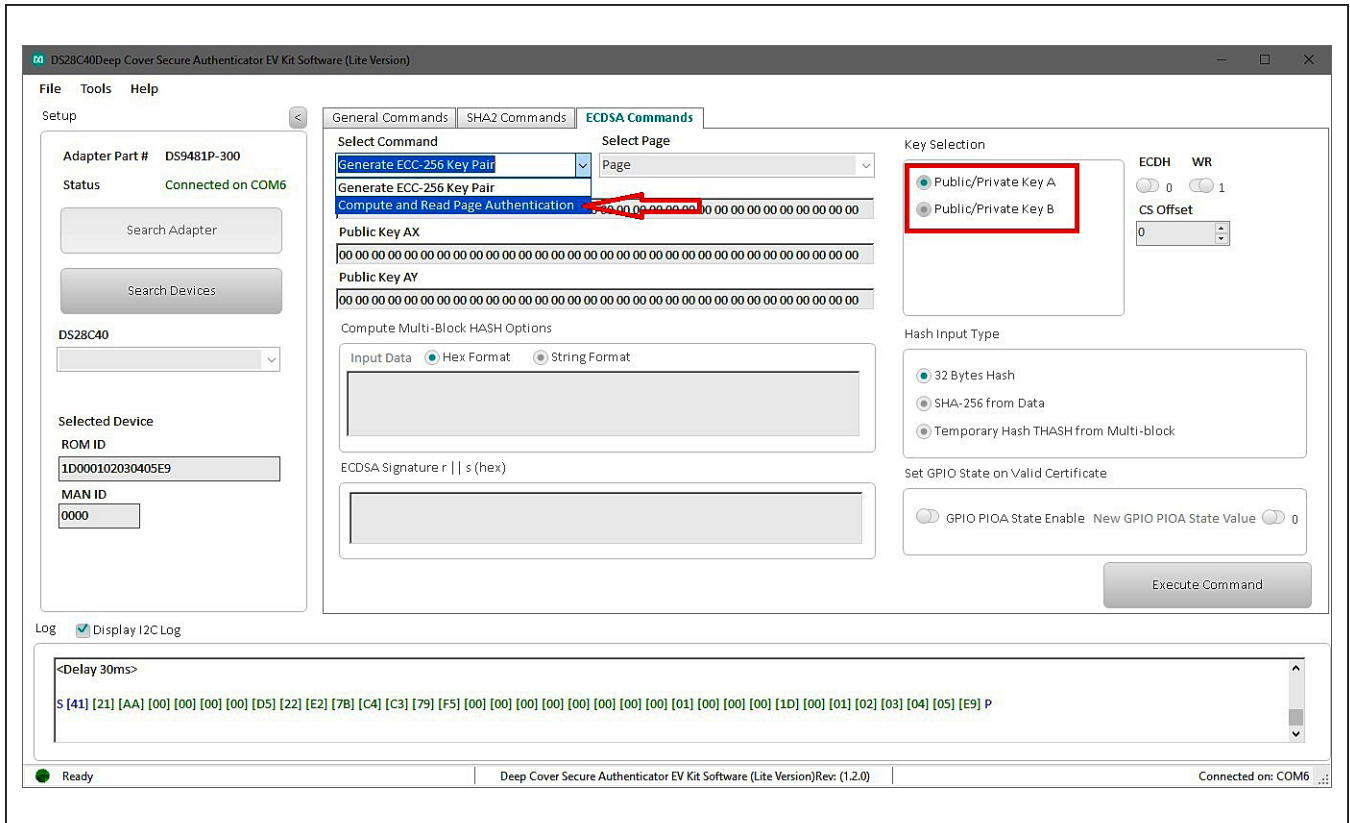 DS28C40Deep Cover Secure Authenticator EV Kit Software (Lite Version)
File Tools Help
Setup
<
Adapter Part # DS9481P-300
Status Connected on COM6
Search Adapter
Search Devices
DS28C40
Selected Device
ROM ID
1D000102030405E9
MAN ID
0000
General Commands SHA2 Commands ECDSA Commands
Select Command Select Page
Generate ECC-256 Key Pair Page
Generate ECC-256 Key Pair
Compute and Read Page Authentication
00 00 00 00 00 00 00 00 00 00
Public Key AX
00 00 00 00 00 00 00 00 00 00 00 00 00 00 00 00 00 00 00 00 00 00 00 00 00 00 00 00 00 00 00 00
Public Key AY
00 00 00 00 00 00 00 00 00 00 00 00 00 00 00 00 00 00 00 00 00 00 00 00 00 00 00 00 00 00 00 00
Compute Multi-Block HASH Options
Input Data Hex Format String Format
ECDSA Signature r || s (hex)
Key Selection
Public/Private Key A
Public/Private Key B
ECDH WR
0 1
CS Offset
0
Hash Input Type
32 Bytes Hash
SHA-256 from Data
Temporary Hash THASH from Multi-block
Set GPIO State on Valid Certificate
GPIO PIOA State Enable New GPIO PIOA State Value 0
Execute Command
Log Display I2C Log
<Delay 30ms>
S [41] [21] [AA] [00] [00] [00] [00] [D5] [22] [E2] [7B] [C4] [C3] [79] [F5] [00] [00] [00] [00] [00] [00] [00] [00] [01] [00] [00] [00] [1D] [00] [01] [02] [03] [04] [05] [E9] P
Ready
Deep Cover Secure Authenticator EV Kit Software (Lite Version)Rev: (1.2.0)
Connected on: COM6